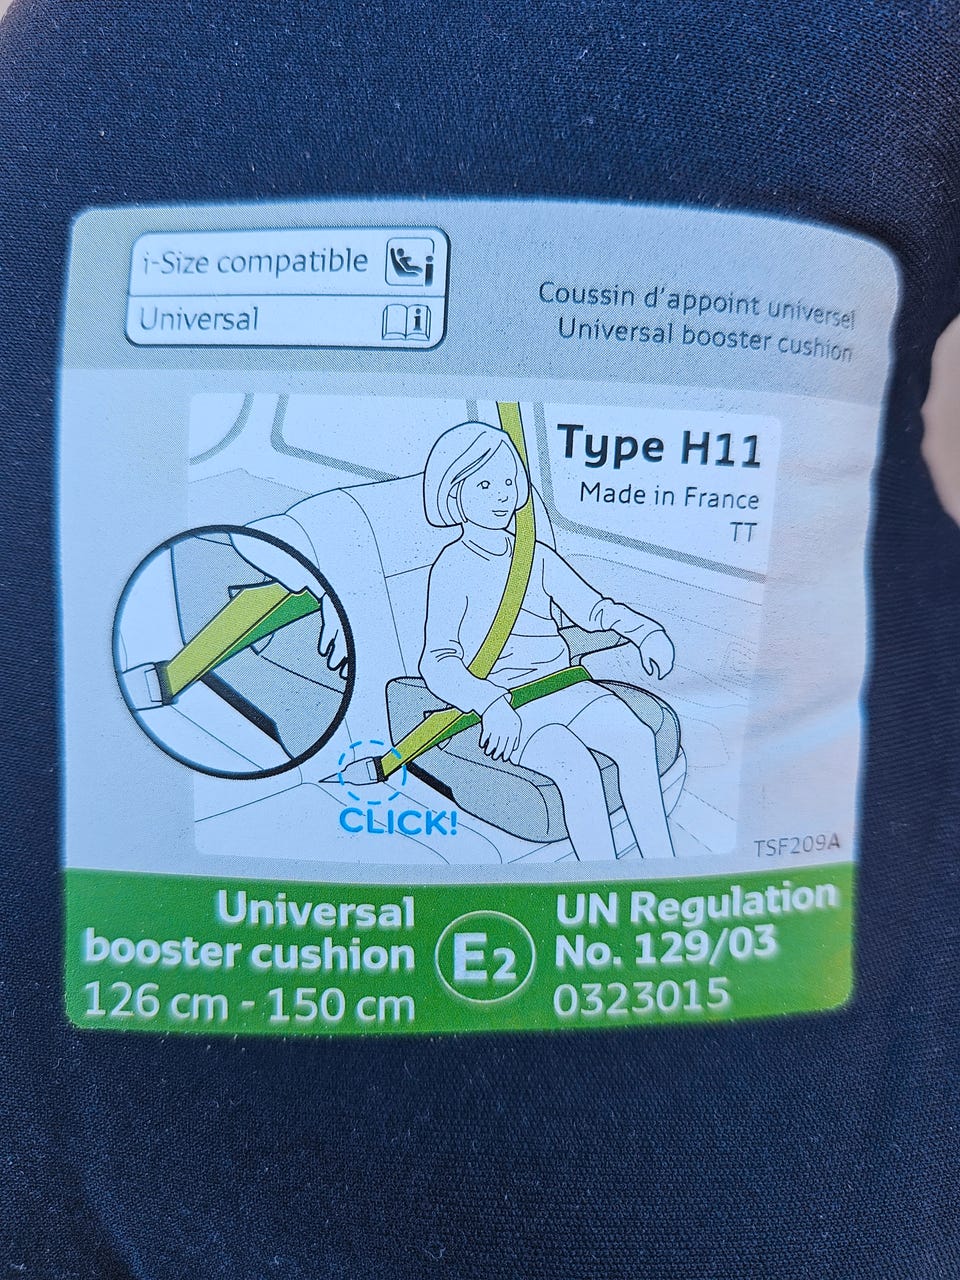 i-Size compatible
Universal
Coussin d'appoint universel
Universal booster cushion
Type H11
Made in France
TT
CLICK!
TSF209A
Universal
booster cushion
126 cm - 150 cm
E2
UN Regulation
No. 129/03
0323015